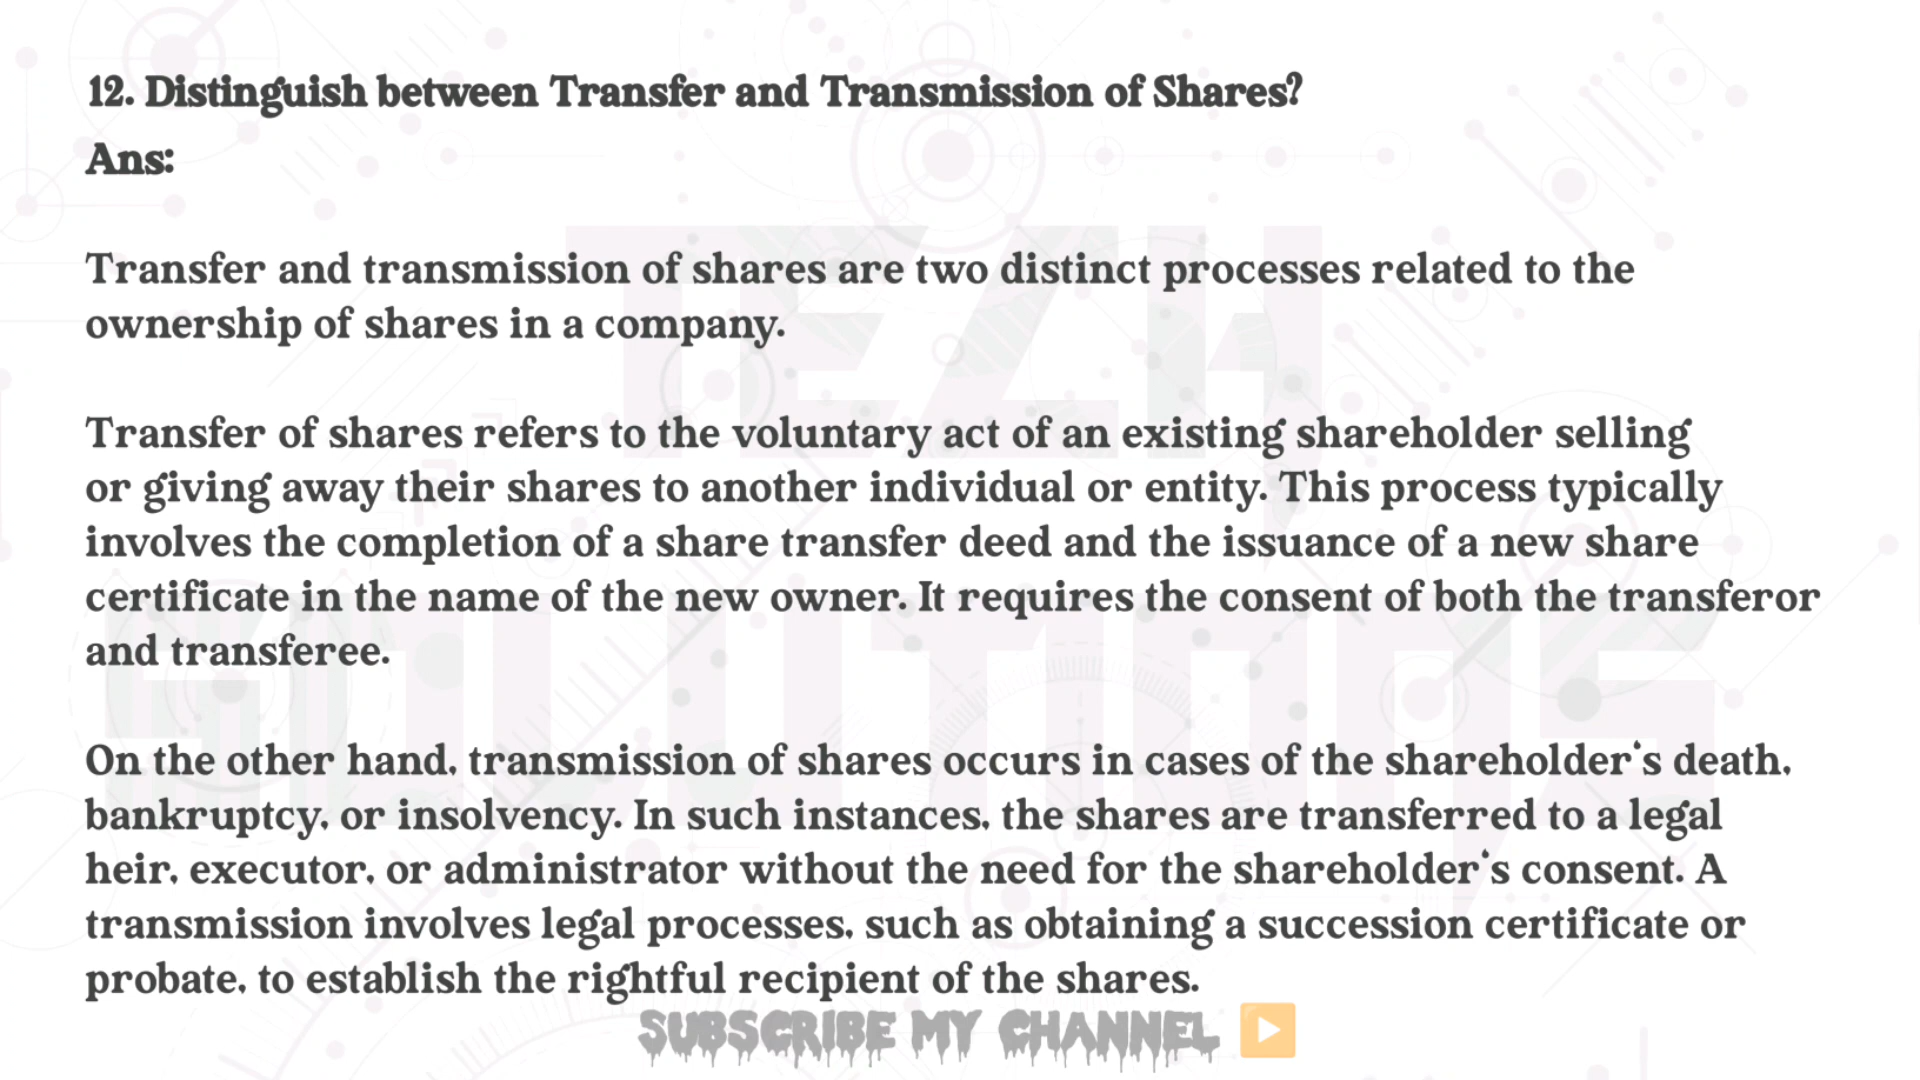 12. Distinguish between Transfer and Transmission of Shares?
Ans:
Transfer and transmission of shares are two distinct processes related to the
ownership of shares in a company.
Transfer of shares refers to the voluntary act of an existing shareholder selling
or giving away their shares to another individual or entity. This process typically
involves the completion of a share transfer deed and the issuance of a new share
certificate in the name of the new owner. It requires the consent of both the transferor
and transferee.
On the other hand, transmission of shares occurs in cases of the shareholder's death,
bankruptcy, or insolvency. In such instances, the shares are transferred to a legal
heir, executor, or administrator without the need for the shareholder's consent. A
transmission involves legal processes, such as obtaining a succession certificate or
probate, to establish the rightful recipient of the shares.
SUBSCRIBE MY CHANNEL